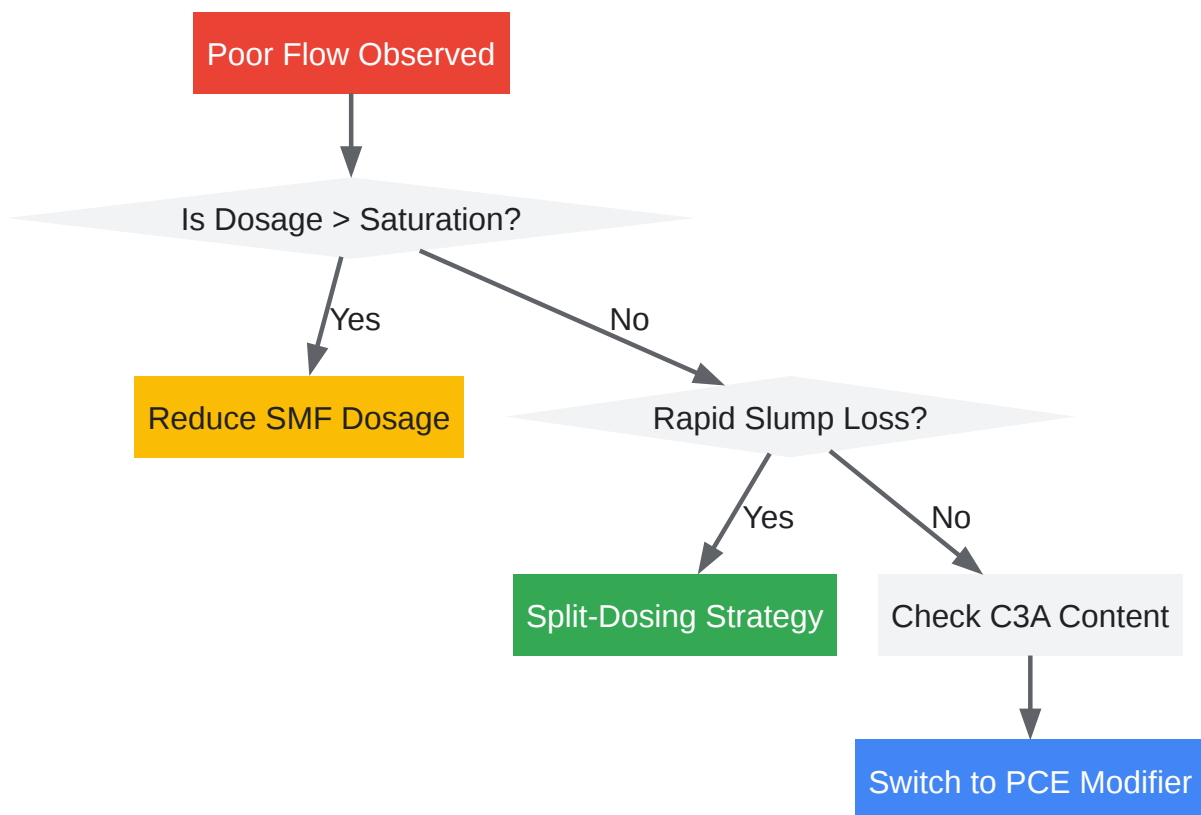 Poor Flow Observed
Is Dosage > Saturation?
Yes
No
Reduce SMF Dosage
Rapid Slump Loss?
Yes
No
Split-Dosing Strategy
Check C3A Content
Switch to PCE Modifier